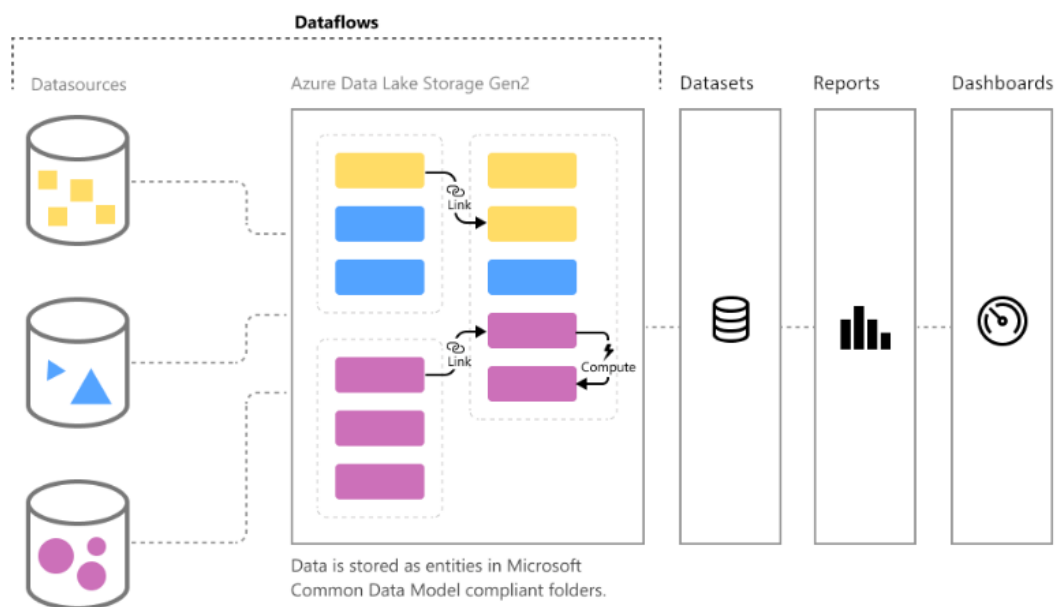 Dataflows
Datasources
Azure Data Lake Storage Gen2
Datasets
Reports
Dashboards
Link
Link
Compute
Data is stored as entities in Microsoft
Common Data Model compliant folders.